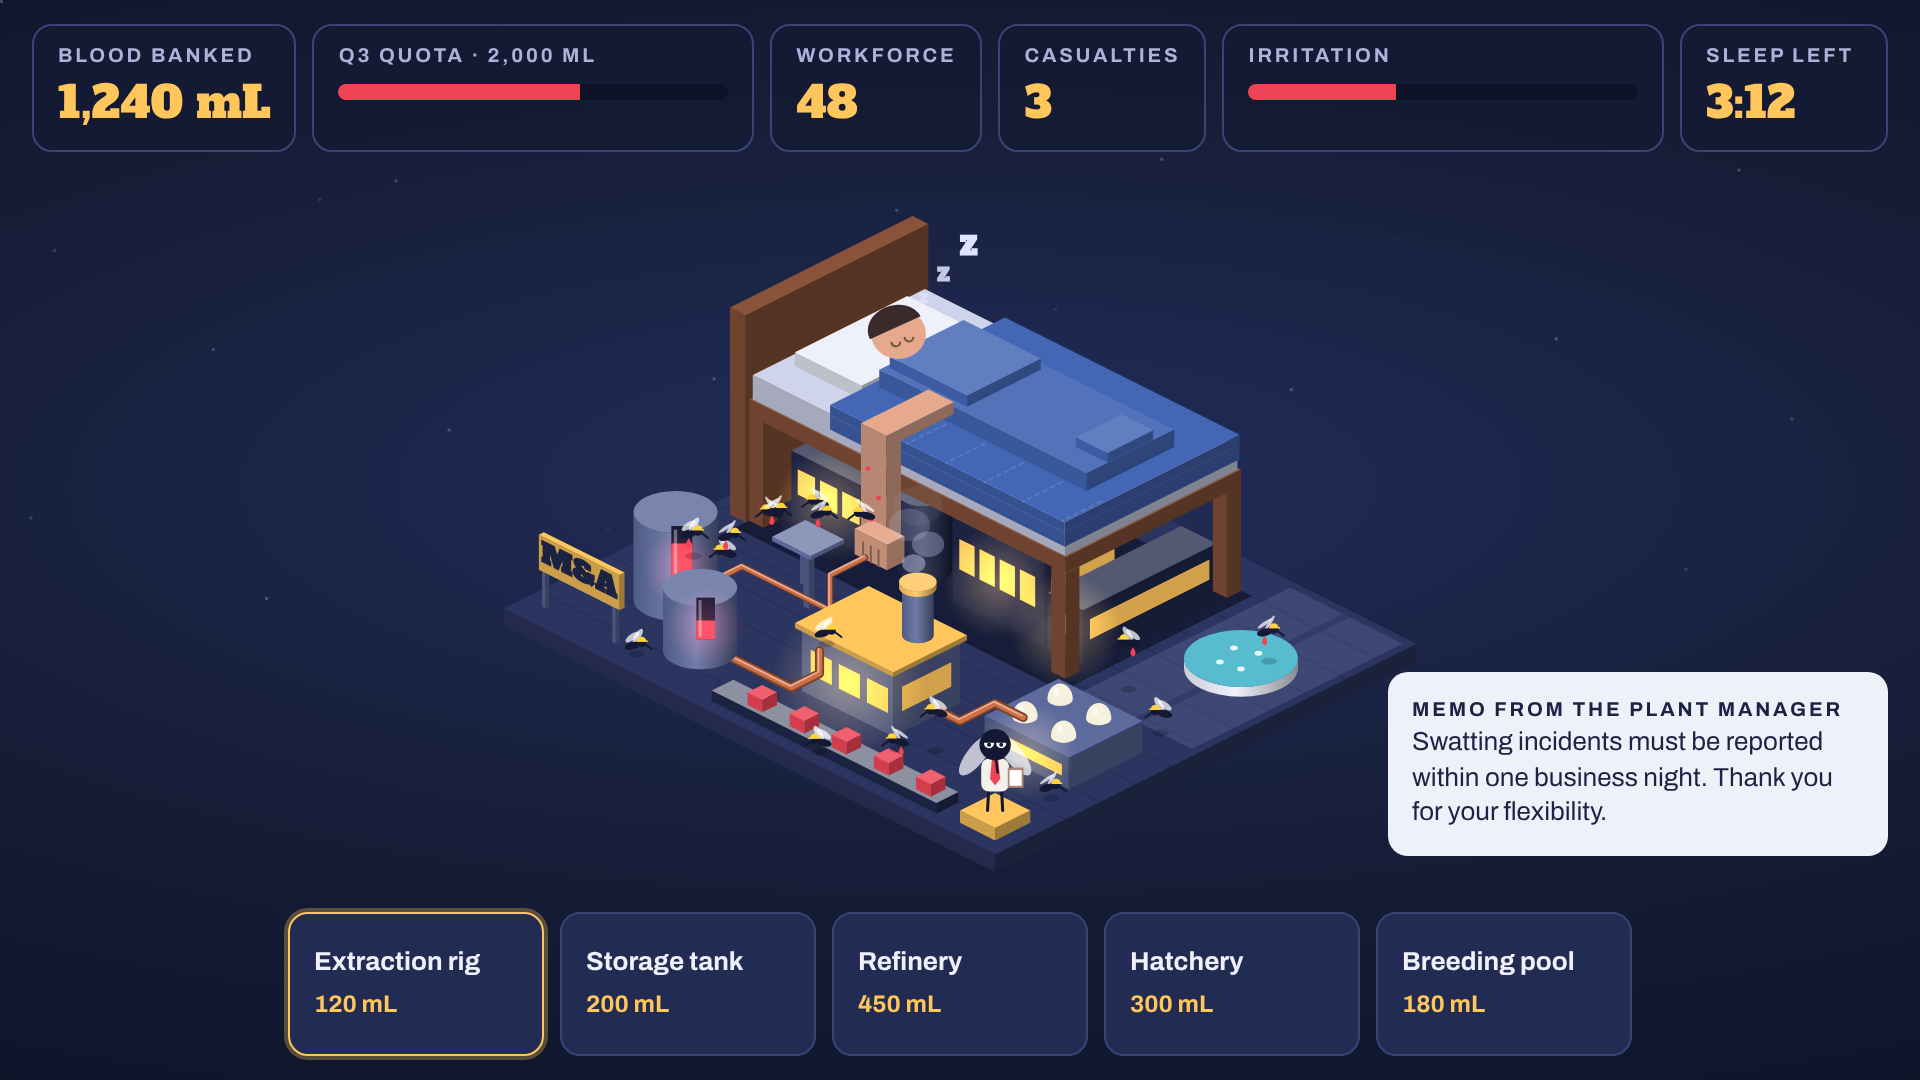 BLOOD BANKED
1,240 mL
Q3 QUOTA · 2,000 ML
WORKFORCE
48
CASUALTIES
3
IRRITATION
SLEEP LEFT
3:12
z
z
M&A
MEMO FROM THE PLANT MANAGER
Swatting incidents must be reported
within one business night. Thank you
for your flexibility.
Extraction rig
120 mL
Storage tank
200 mL
Refinery
450 mL
Hatchery
300 mL
Breeding pool
180 mL